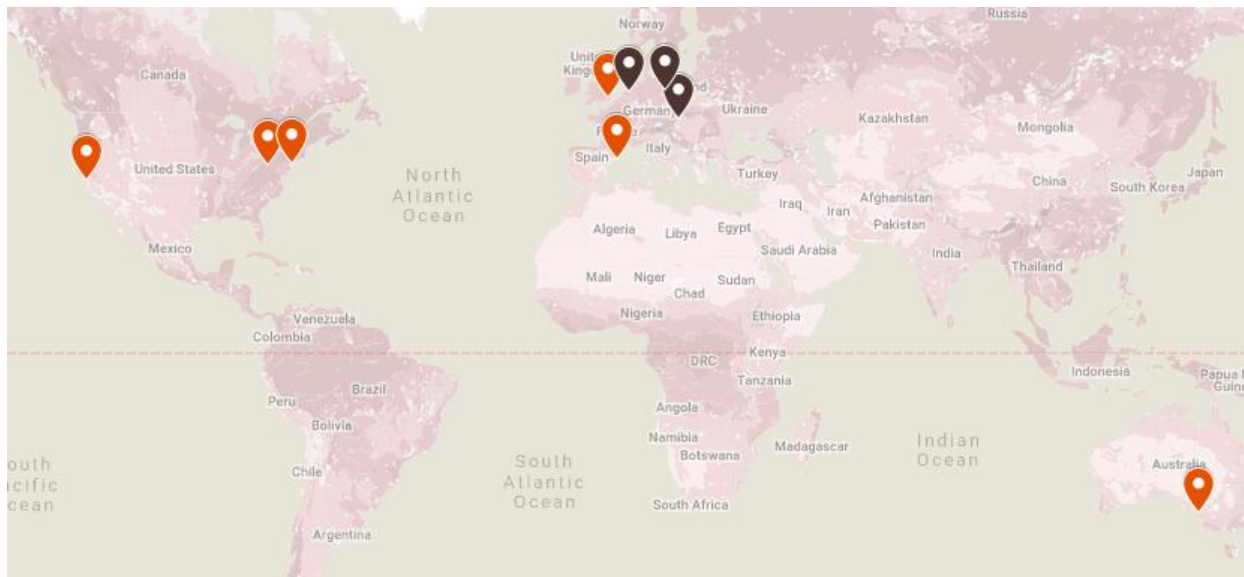 Norway
Russia
Canada
Ukraine
Kazakhstan
Mongolia
United States
Spain
Italy
Turkey
North
Atlantic
Ocean
China
South Korea
Japan
Iraq
Iran
Afghanistan
Pakistan
Mexico
Algeria
Libya
Egypt
Saudi Arabia
India
Thailand
Mali
Niger
Chad
Sudan
Venezuela
Colombia
Nigeria
Ethiopia
DRC
Kenya
Tanzania
Indonesia
Peru
Brazil
Bolivia
Angola
Namibia
Botswana
Madagascar
Indian
Ocean
Australia
Chile
South
Atlantic
Ocean
South Africa
Argentina